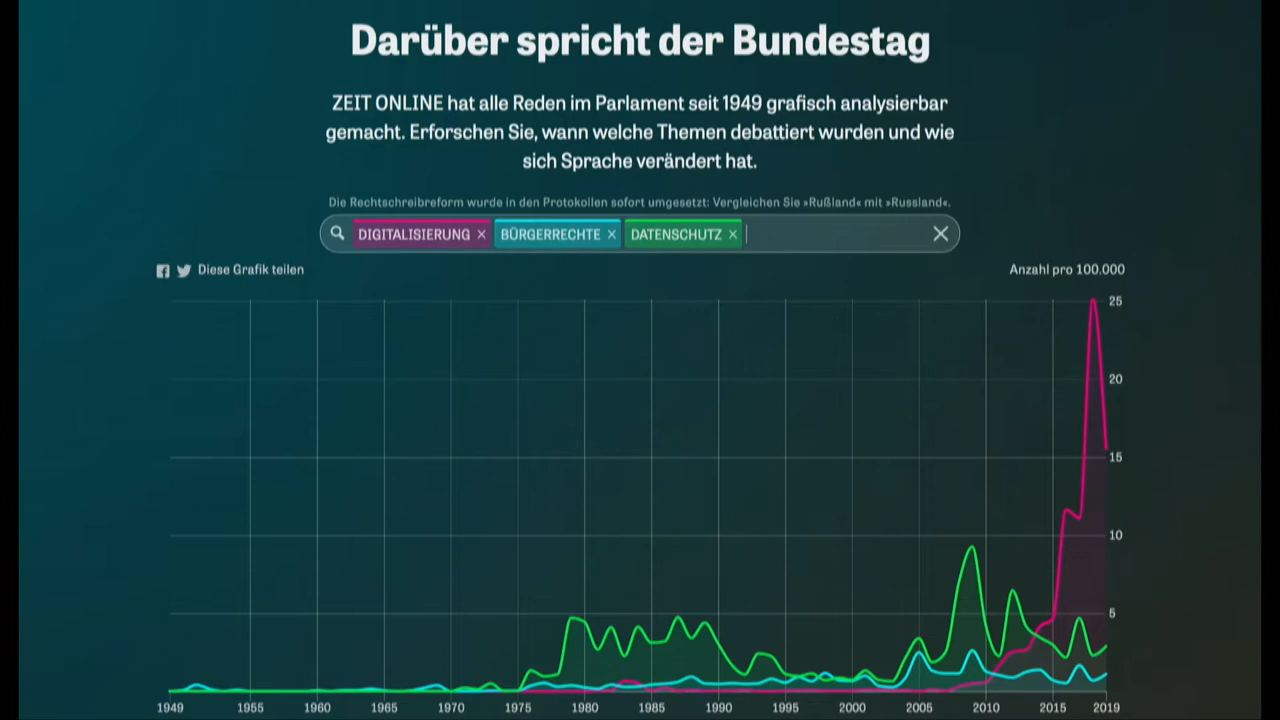 Darüber spricht der Bundestag
ZEIT ONLINE hat alle Reden im Parlament seit 1949 grafisch analysierbar
gemacht. Erforschen Sie, wann welche Themen debattiert wurden und wie
sich Sprache verändert hat.
Die Rechtschreibreform wurde in den Protokollen sofort umgesetzt: Vergleichen Sie »Rußland« mit »Russland«.
DIGITALISIERUNG × BÜRGERRECHTE × DATENSCHUTZ ×
Diese Grafik teilen Anzahl pro 100.000
25
20
15
10
5
1949 1955 1960 1965 1970 1975 1980 1985 1990 1995 2000 2005 2010 2015 2019